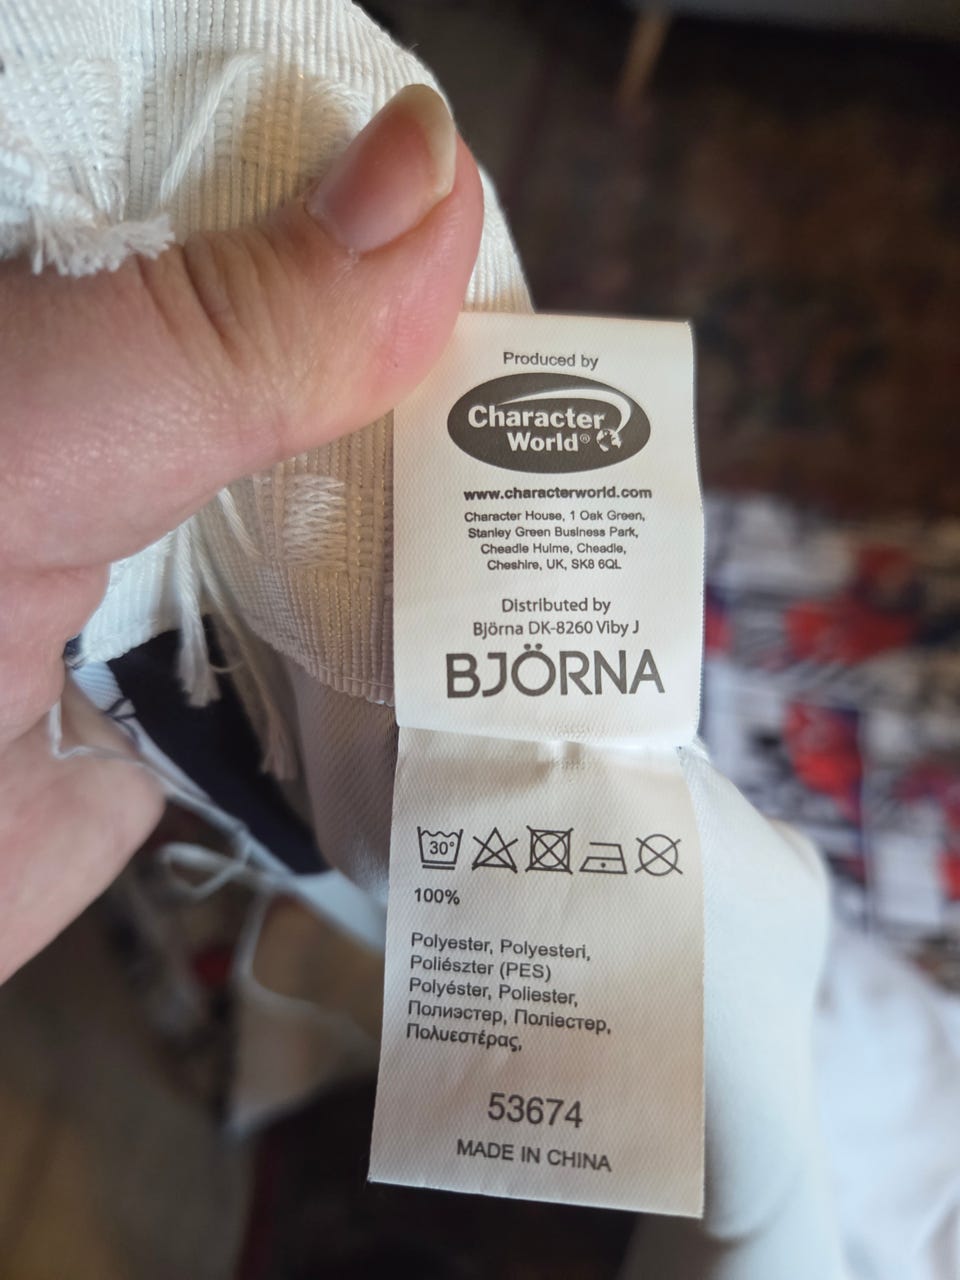 Produced by
Character
World®
www.characterworld.com
Character House, 1 Oak Green,
Stanley Green Business Park,
Cheadle Hulme, Cheadle,
Cheshire, UK, SK8 6QL
Distributed by
Björna DK-8260 Viby J
BJÖRNA
30°
100%
Polyester, Polyesteri,
Poliészter (PES)
Polyéster, Poliester,
Полиэстер, Поліестер,
Πολυεστέρας,
53674
MADE IN CHINA